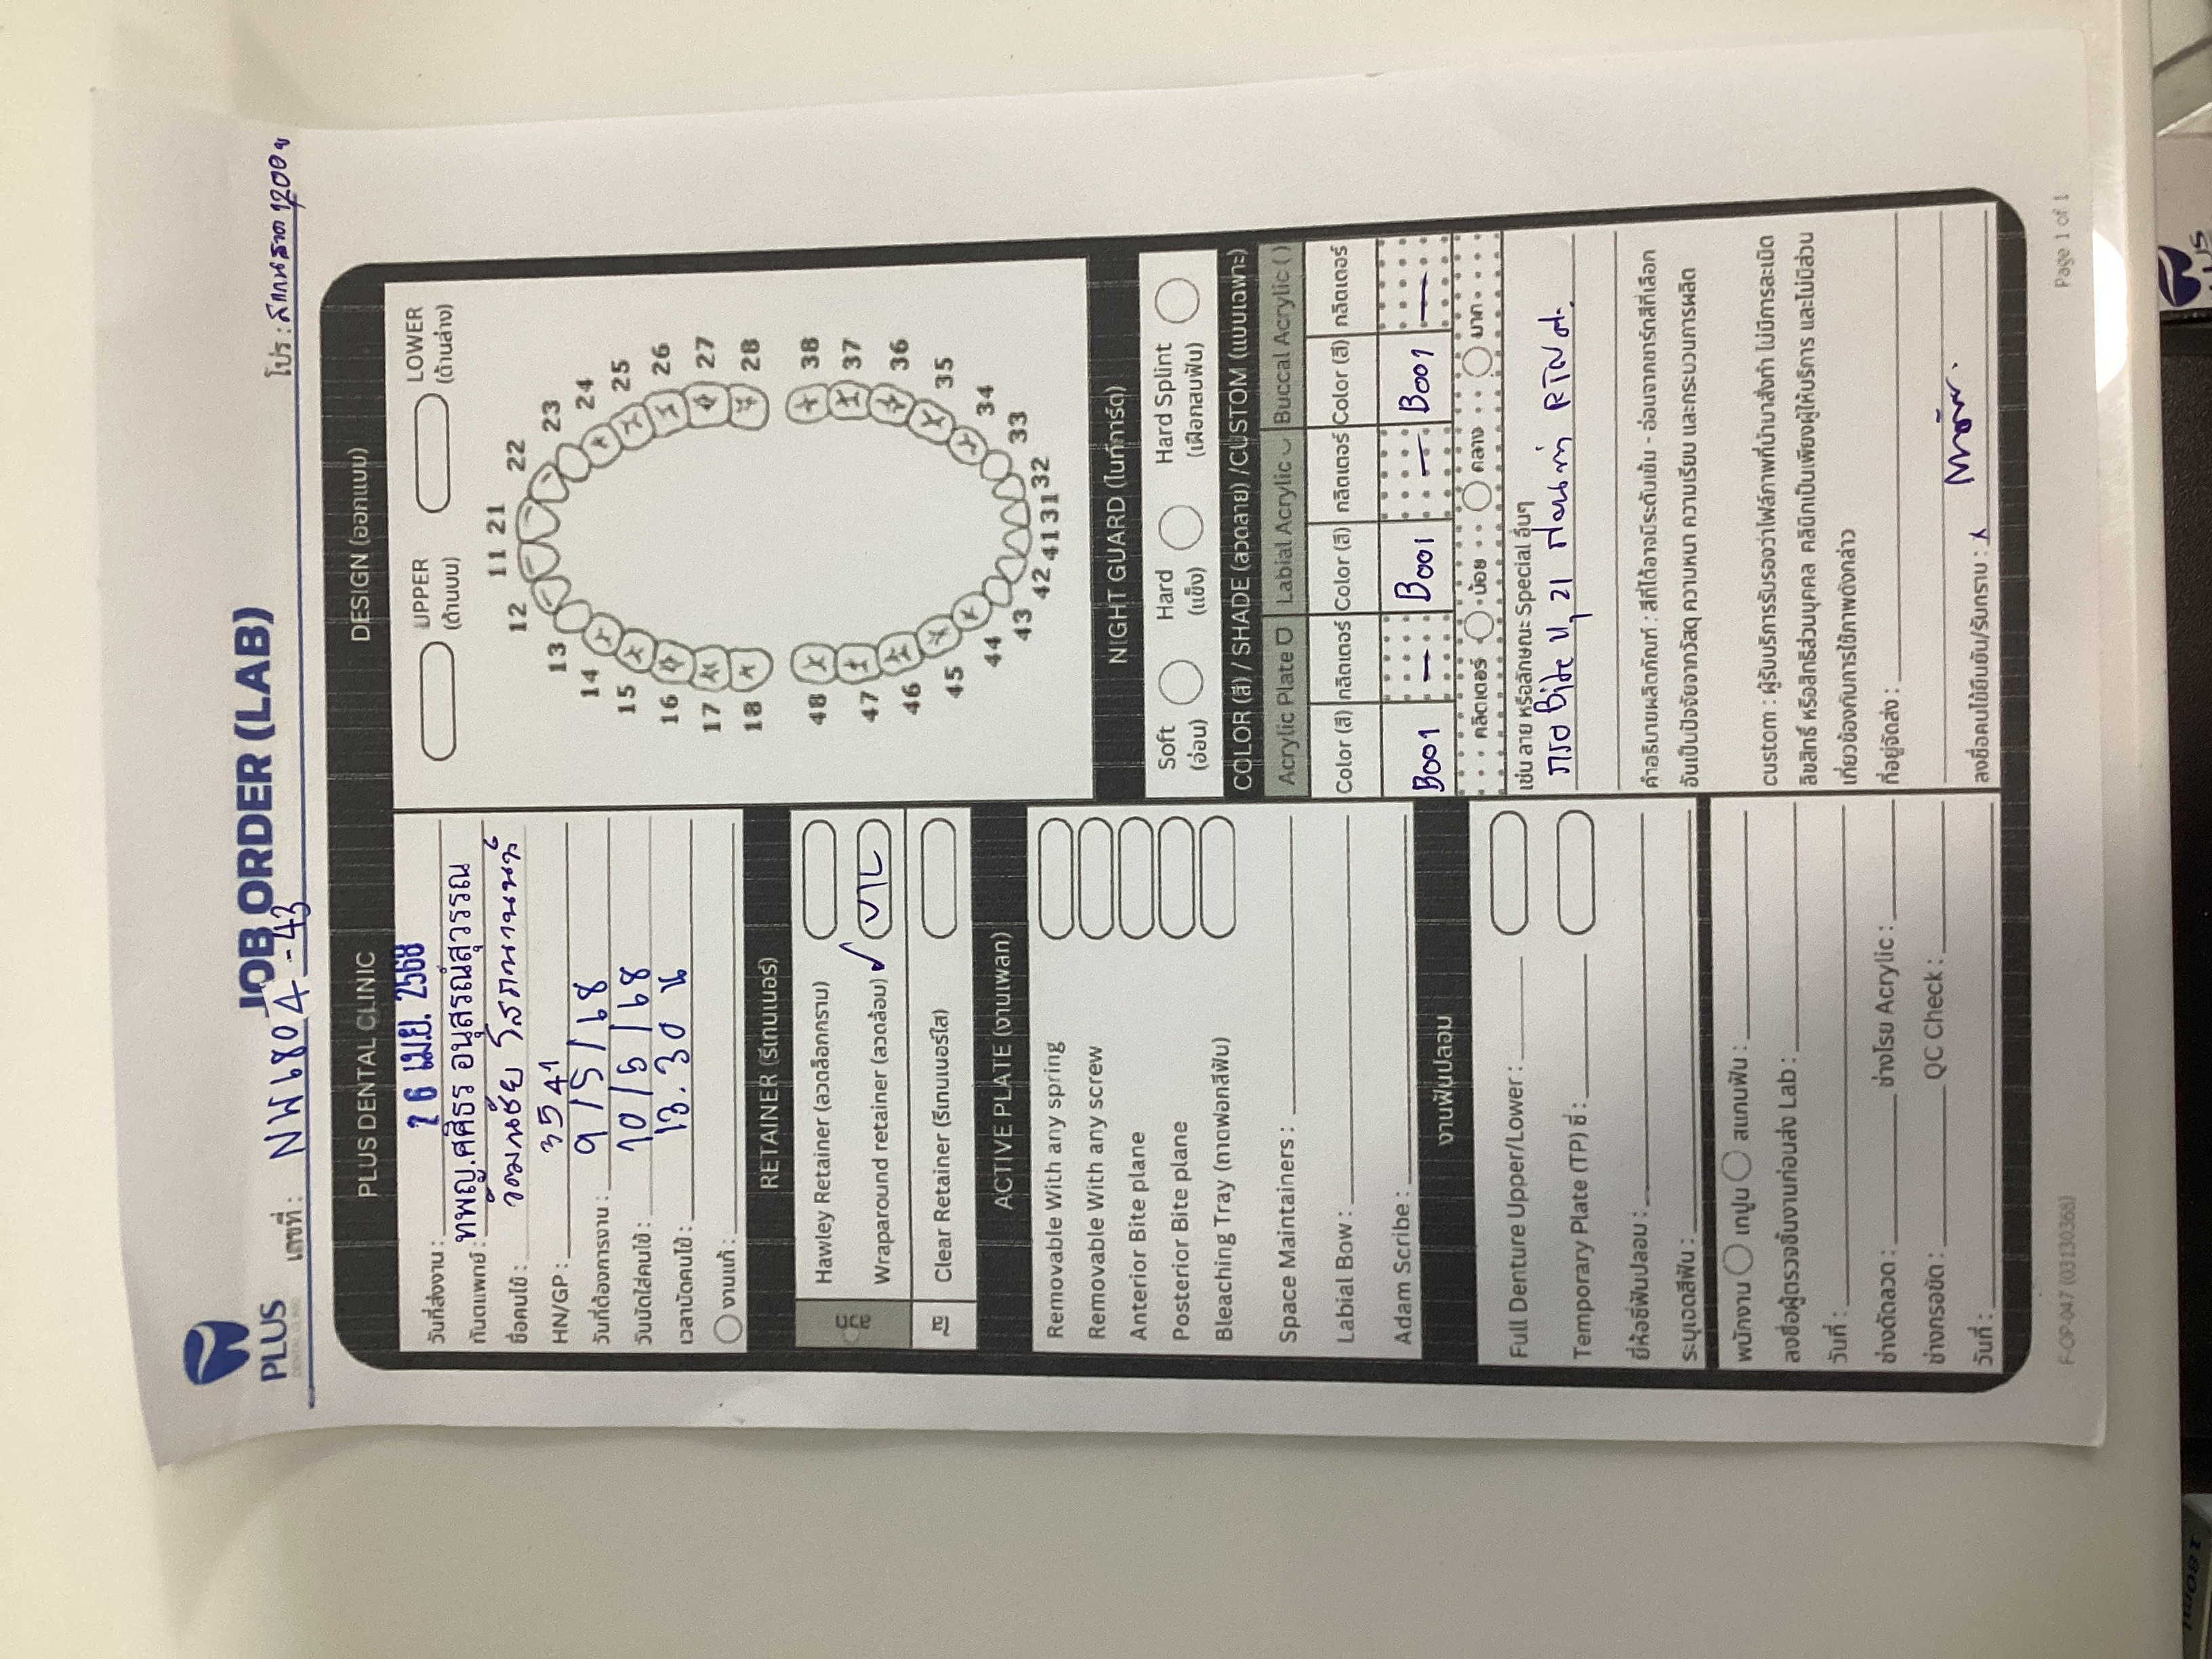 PLUS
DENTAL CLINIC
JOB ORDER (LAB)
เลขที่ : NW6804-43
โปร : สแกน 1,200 บ
PLUS DENTAL CLINIC
วันที่ส่งงาน : 26 เม.ย. 2568
ทันตแพทย์ : ทพญ.ศศิธร อนุสรณ์สุวรรณ
ชื่อคนไข้ : โสภณานนท์
HN/GP : 3541
วันที่ต้องการงาน : 9/5/68
วันนัดใส่คนไข้ : 10/5/68
เวลานัดคนไข้ : 13.30 น
งานแก้ :
RETAINER (รีเทนเนอร์)
ลวด
Hawley Retainer (ลวดล็อกกราม)
Wraparound retainer (ลวดล้อม) ✓ U/L
ใส
Clear Retainer (รีเทนเนอร์ใส)
ACTIVE PLATE (งานเพลท)
Removable With any spring
Removable With any screw
Anterior Bite plane
Posterior Bite plane
Bleaching Tray (ถาดฟอกสีฟัน)
Space Maintainers :
Labial Bow :
Adam Scribe :
งานฟันปลอม
Full Denture Upper/Lower :
Temporary Plate (TP) ซี่ :
ยี่ห้อซี่ฟันปลอม :
ระบุเฉดสีฟัน :
พนักงาน เทปูน สแกนฟัน :
ลงชื่อผู้ตรวจชิ้นงานก่อนส่ง Lab :
วันที่ :
ช่างดัดลวด : ช่างโรย Acrylic :
ช่างกรอขัด : QC Check :
วันที่ :
DESIGN (ออกแบบ)
UPPER
(ด้านบน)
LOWER
(ด้านล่าง)
11 21
12 22
13 23
14 24
15 25
16 26
17 27
18 28
48 38
47 37
46 36
45 35
44 34
43 33
42 41 31 32
NIGHT GUARD (ไนท์การ์ด)
Soft
(อ่อน)
Hard
(แข็ง)
Hard Splint
(เฝือกสบฟัน)
COLOR (สี) / SHADE (ลวดลาย) /CUSTOM (แบบเฉพาะ)
Acrylic Plate Labial Acrylic Buccal Acrylic ( )
Color (สี) กลิตเตอร์ Color (สี) กลิตเตอร์ Color (สี) กลิตเตอร์
B001 - B001 - B001 -
กลิตเตอร์ น้อย กลาง มาก
เช่น ลาย หรือลักษณะ Special อื่นๆ
กรอ Bite 11, 21 ก่อนทำ RTN
คำอธิบายผลิตภัณฑ์ : สีที่ได้อาจมีระดับเข้ม - อ่อนจากชาร์ทสีที่เลือก
อันเป็นปัจจัยจากวัสดุ ความหนา ความเรียบ และกระบวนการผลิต
custom : ผู้รับบริการรับรองว่าไฟล์ภาพที่นำมาสั่งทำ ไม่มีการละเมิด
ลิขสิทธิ์ หรือสิทธิส่วนบุคคล คลินิกเป็นเพียงผู้ให้บริการ และไม่มีส่วน
เกี่ยวข้องกับการใช้ภาพดังกล่าว
ที่อยู่จัดส่ง :
ลงชื่อคนไข้ยืนยัน/รับทราบ : x
F-OP-047 (03130368)
Page 1 of 1
180ml